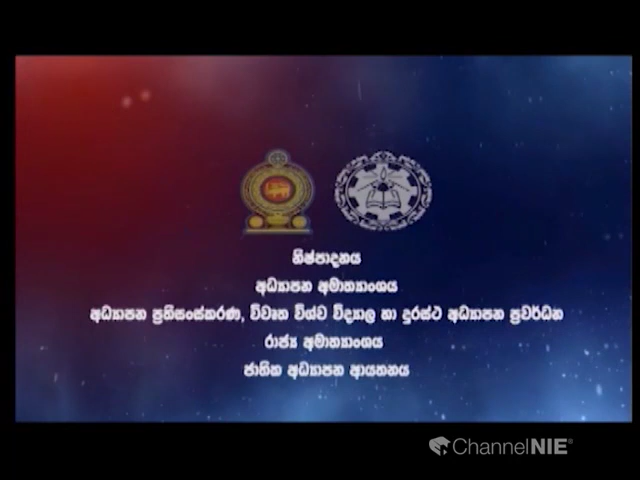 නිෂ්පාදනය
අධ්‍යාපන අමාත්‍යාංශය
අධ්‍යාපන ප්‍රතිසංස්කරණ, විවෘත විශ්ව විද්‍යාල හා දුරස්ථ අධ්‍යාපන ප්‍රවර්ධන
රාජ්‍ය අමාත්‍යාංශය
ජාතික අධ්‍යාපන ආයතනය
ChannelNIE